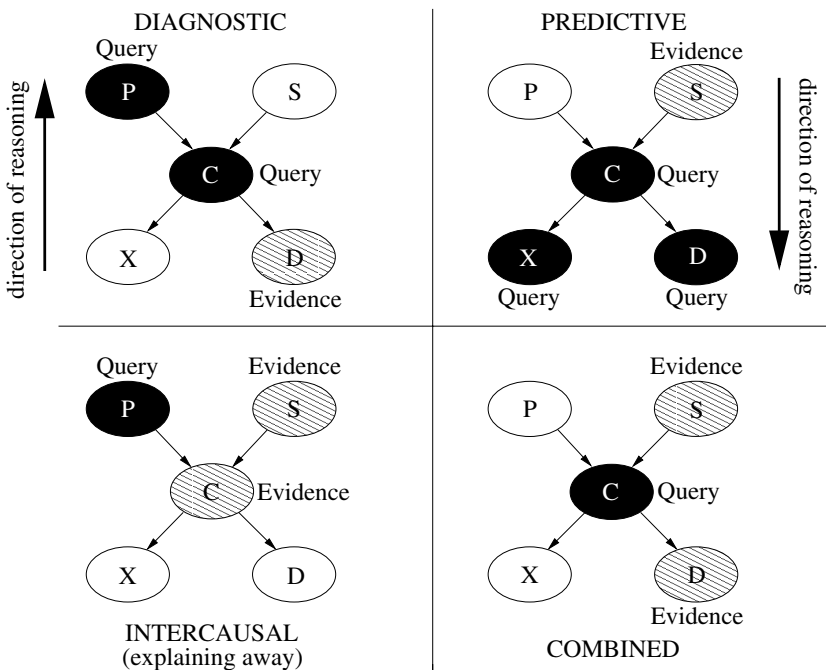 DIAGNOSTIC
Query
P
S
C
Query
X
D
Evidence
direction of reasoning
PREDICTIVE
Evidence
P
S
C
Query
X
D
Query
Query
direction of reasoning
Query
Evidence
P
S
C
Evidence
X
D
INTERCAUSAL
(explaining away)
Evidence
P
S
C
Query
X
D
Evidence
COMBINED